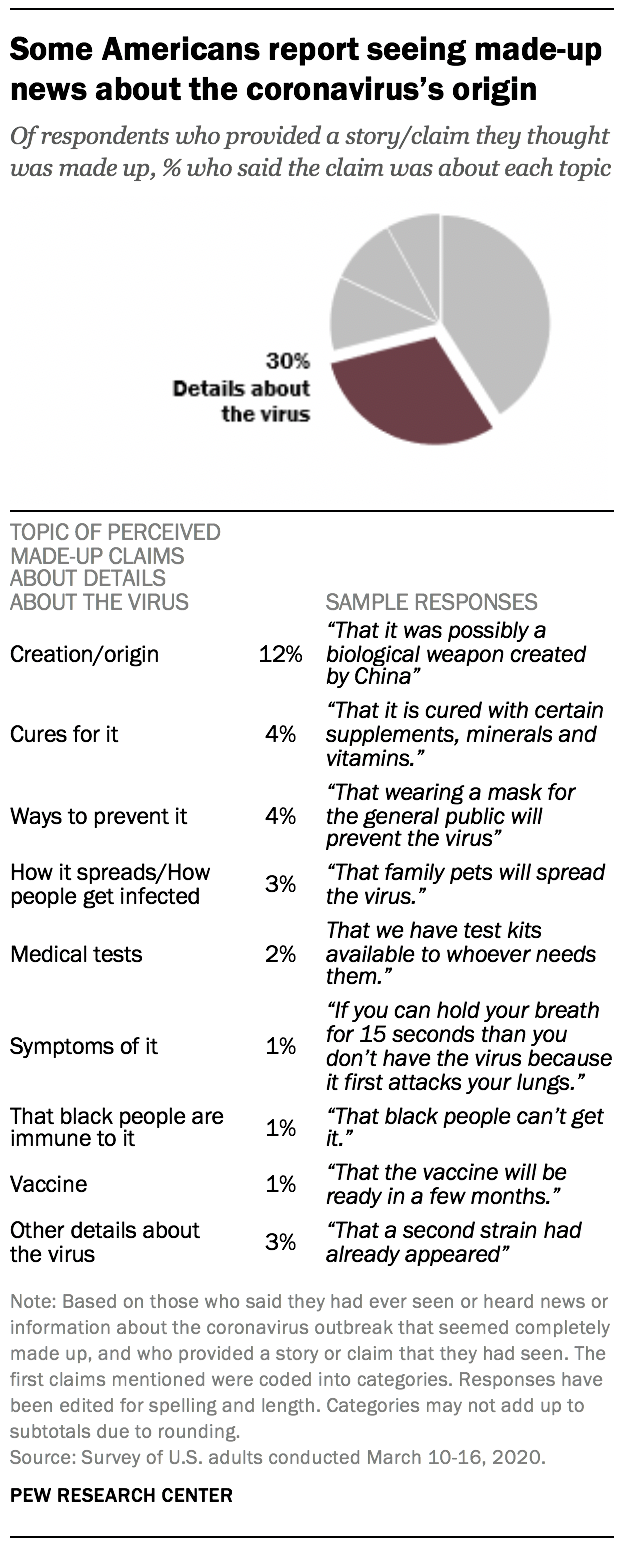 Some Americans report seeing made-up
news about the coronavirus’s origin
Of respondents who provided a story/claim they thought
was made up, % who said the claim was about each topic
30%
Details about
the virus
TOPIC OF PERCEIVED
MADE-UP CLAIMS
ABOUT DETAILS
ABOUT THE VIRUS
SAMPLE RESPONSES
Creation/origin
12%
“That it was possibly a
biological weapon created
by China”
Cures for it
4%
“That it is cured with certain
supplements, minerals and
vitamins.”
Ways to prevent it
4%
“That wearing a mask for
the general public will
prevent the virus”
How it spreads/How
people get infected
3%
“That family pets will spread
the virus.”
Medical tests
2%
That we have test kits
available to whoever needs
them.”
Symptoms of it
1%
“If you can hold your breath
for 15 seconds than you
don’t have the virus because
it first attacks your lungs.”
That black people are
immune to it
1%
“That black people can’t get
it.”
Vaccine
1%
“That the vaccine will be
ready in a few months.”
Other details about
the virus
3%
“That a second strain had
already appeared”
Note: Based on those who said they had ever seen or heard news or
information about the coronavirus outbreak that seemed completely
made up, and who provided a story or claim that they had seen. The
first claims mentioned were coded into categories. Responses have
been edited for spelling and length. Categories may not add up to
subtotals due to rounding.
Source: Survey of U.S. adults conducted March 10-16, 2020.
PEW RESEARCH CENTER